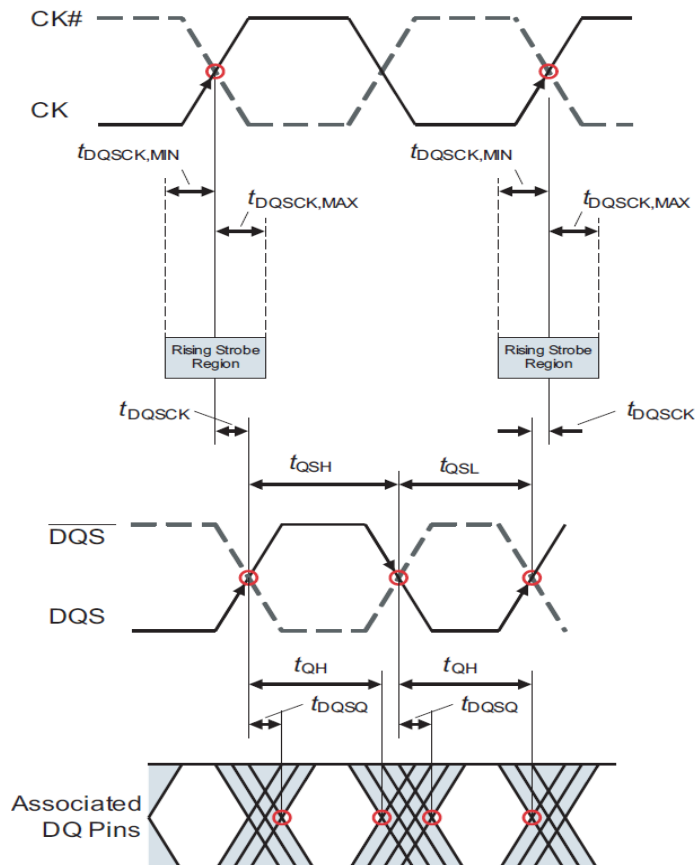 CK#
CK
tDQSCK,MIN
tDQSCK,MIN
tDQSCK,MAX
tDQSCK,MAX
Rising Strobe
Region
Rising Strobe
Region
tDQSCK
tDQSCK
tQSH
tQSL
DQS
DQS
tQH
tQH
tDQSQ
tDQSQ
Associated
DQ Pins